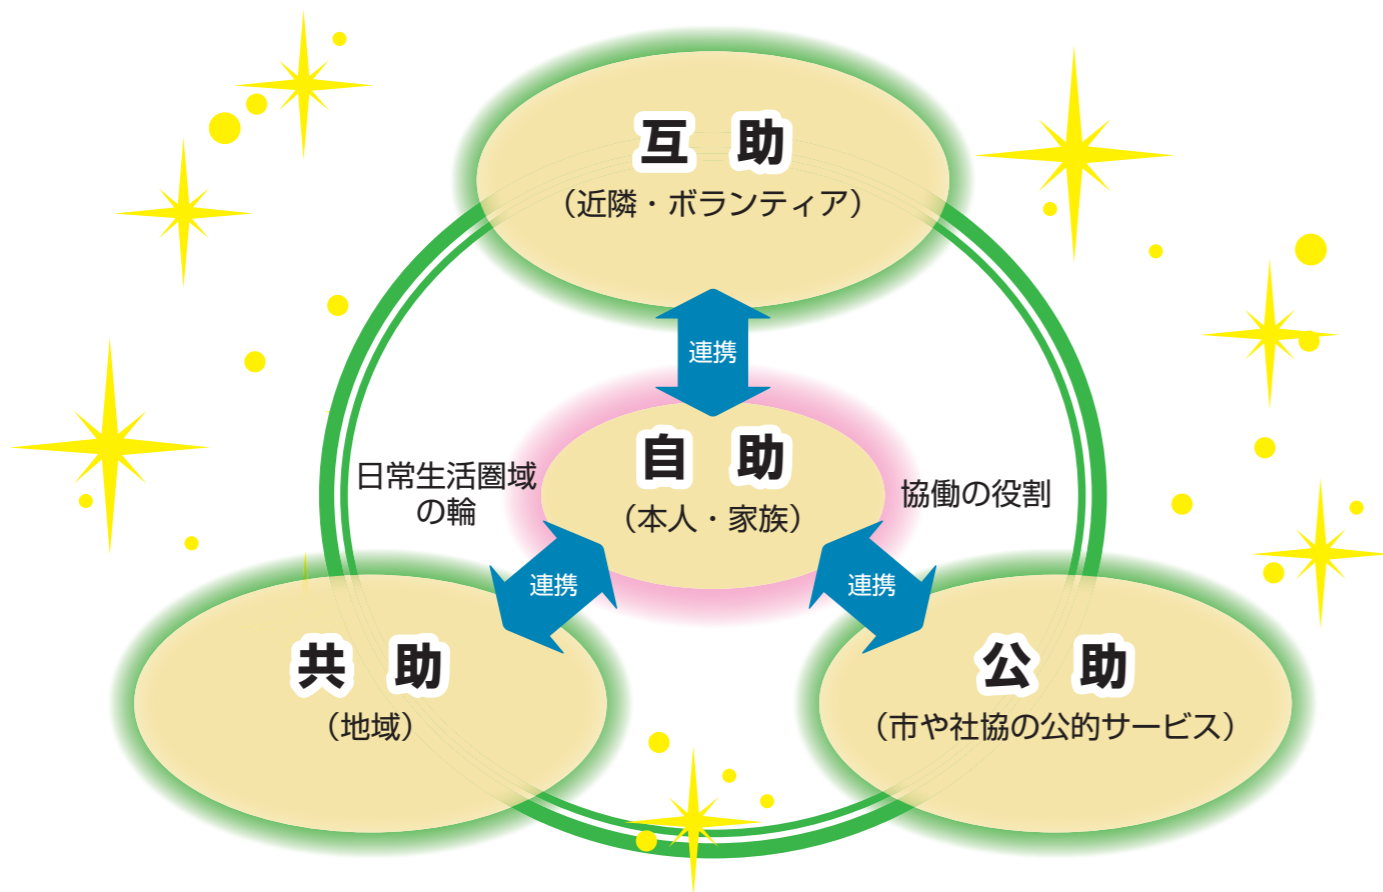 互助
（近隣・ボランティア）
連携
自助
（本人・家族）
日常生活圏域
の輪
協働の役割
連携
連携
共助
（地域）
公助
（市や社協の公的サービス）